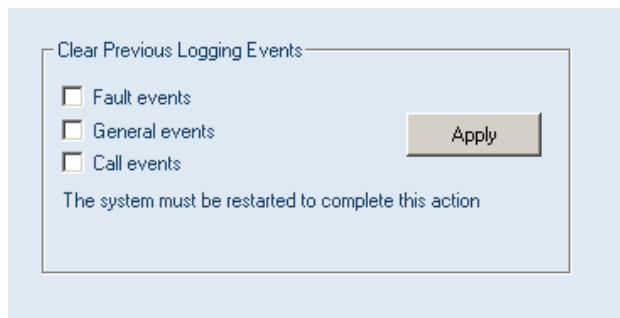 Clear Previous Logging Events
Fault events
General events
Apply
Call events
The system must be restarted to complete this action